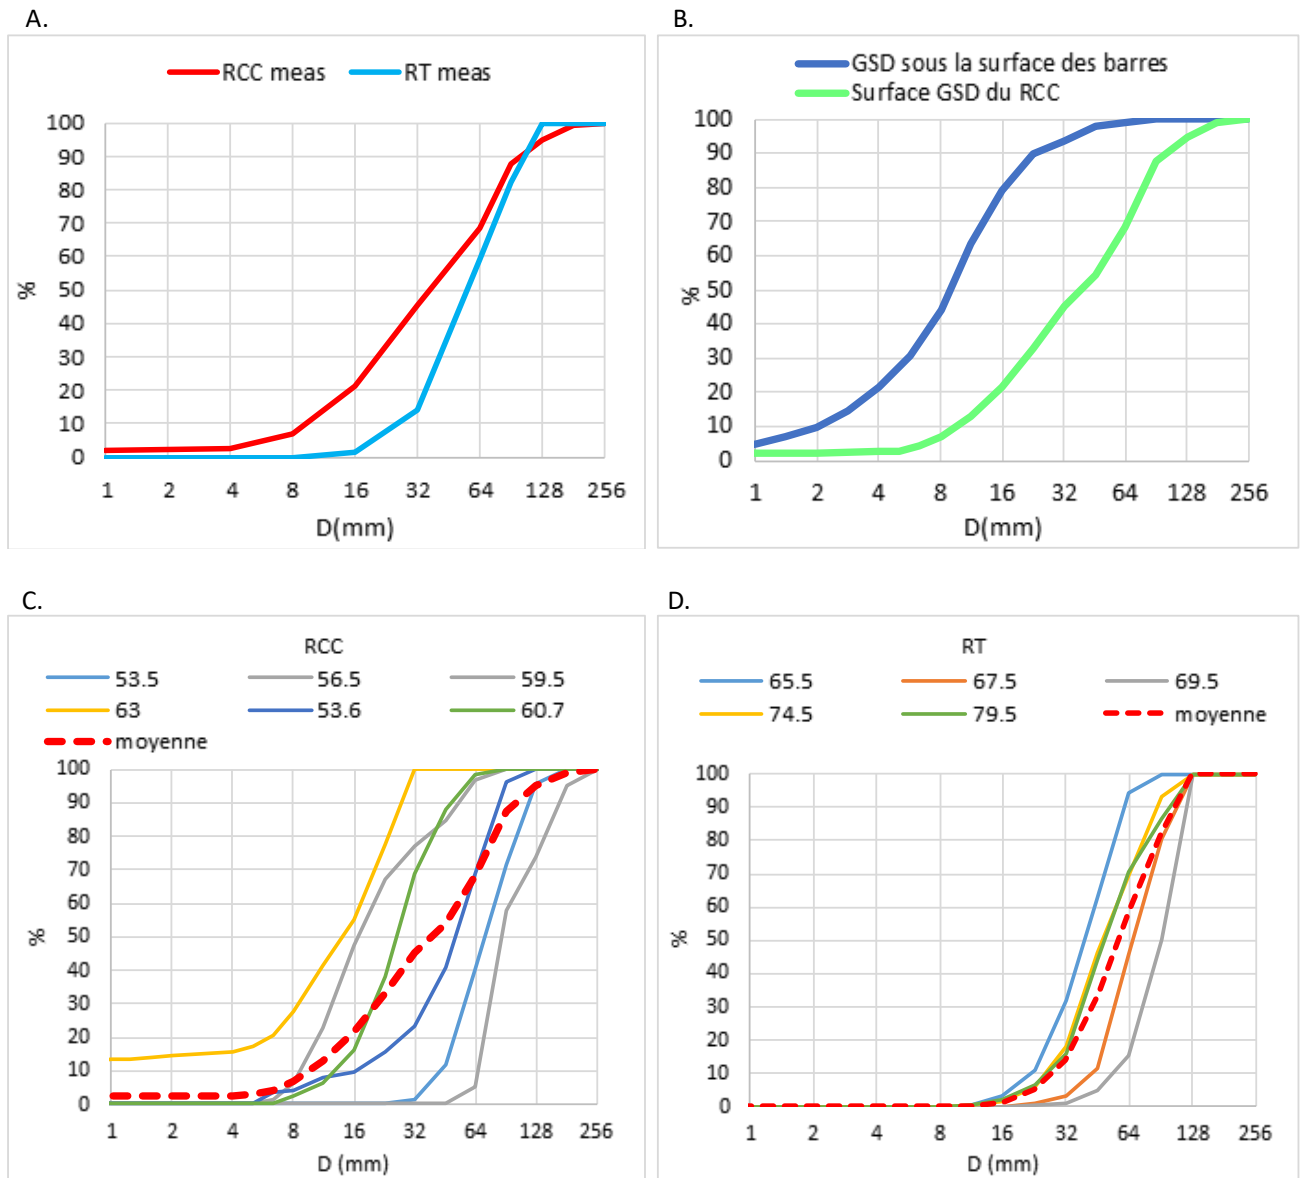 A.
RCC meas RT meas
100
90
80
70
60
50
40
30
20
10
0
%
1 2 4 8 16 32 64 128 256
D(mm)
B.
GSD sous la surface des barres
Surface GSD du RCC
100
90
80
70
60
50
40
30
20
10
0
%
1 2 4 8 16 32 64 128 256
D(mm)
C.
RCC
53.5 56.5 59.5
63 53.6 60.7
moyenne
100
90
80
70
60
50
40
30
20
10
0
%
1 2 4 8 16 32 64 128 256
D (mm)
D.
RT
65.5 67.5 69.5
74.5 79.5 moyenne
100
90
80
70
60
50
40
30
20
10
0
%
1 2 4 8 16 32 64 128 256
D (mm)